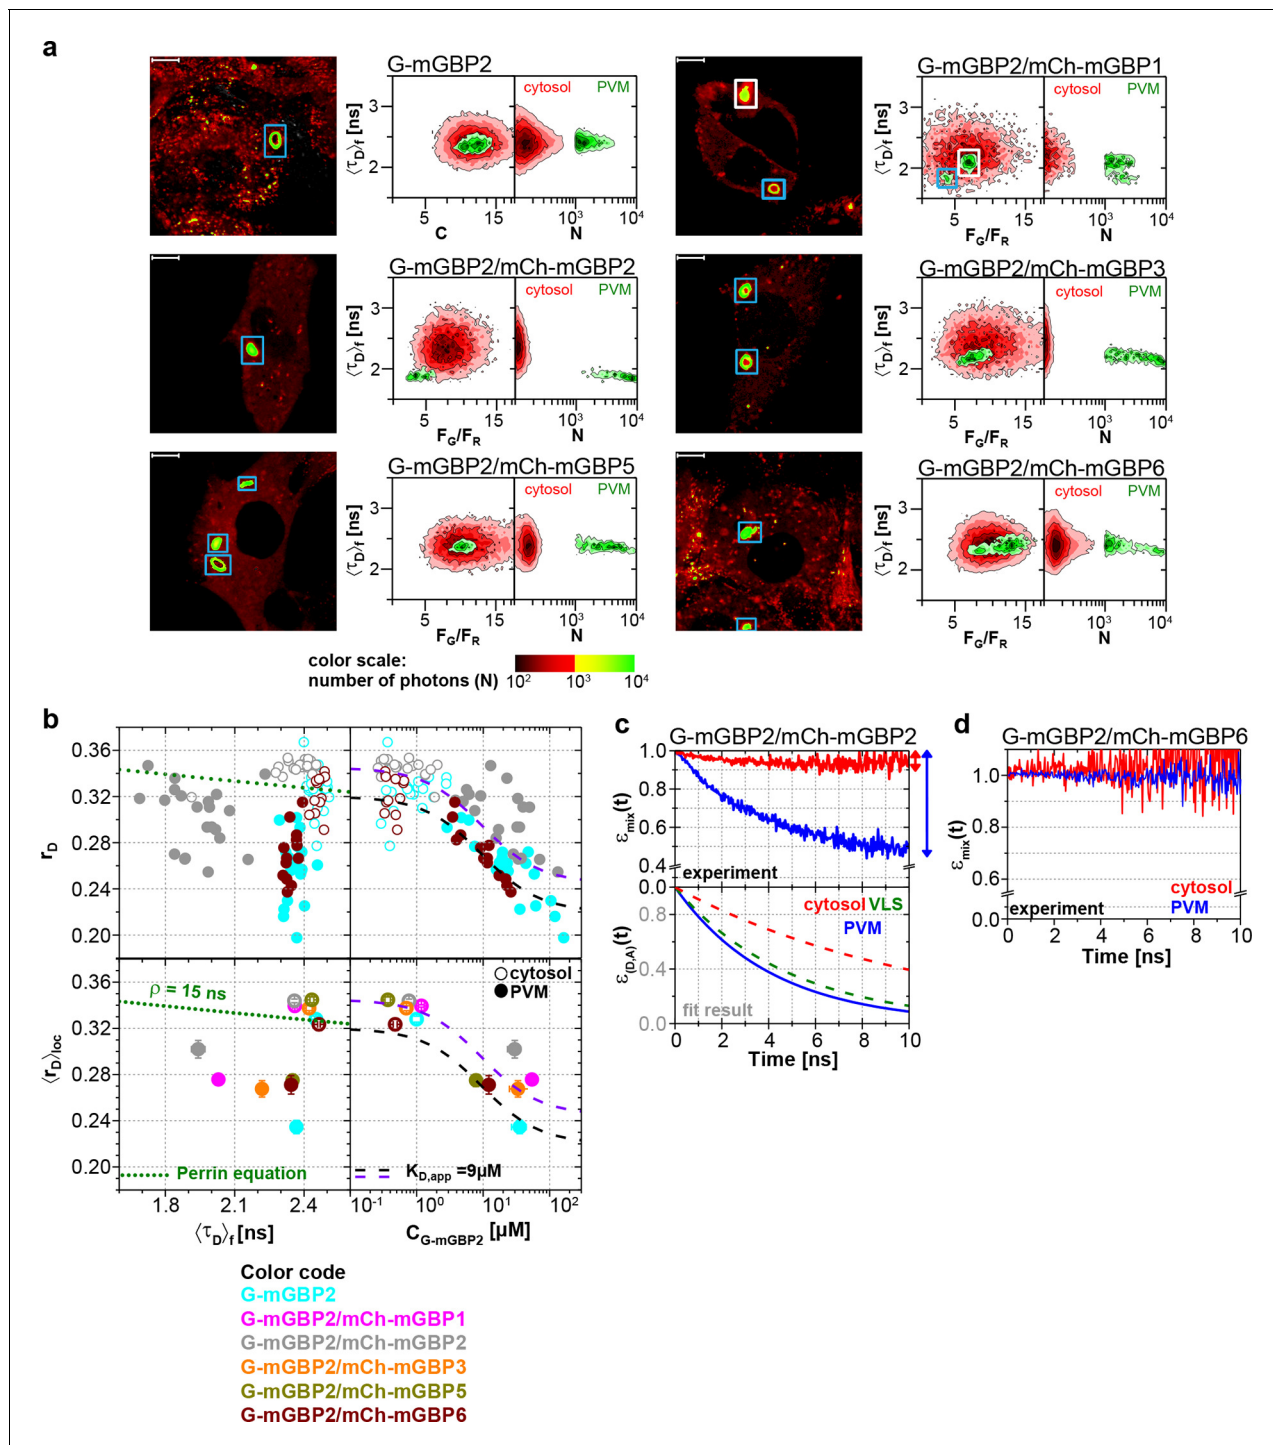 a
G-mGBP2
G-mGBP2/mCh-mGBP1
⟨τD⟩f [ns]
3
2
cytosol PVM
5 15 10³ 10⁴
C N
⟨τD⟩f [ns]
3
2
cytosol PVM
5 15 10³ 10⁴
FG/FR N
G-mGBP2/mCh-mGBP2
G-mGBP2/mCh-mGBP3
⟨τD⟩f [ns]
3
2
cytosol PVM
5 15 10³ 10⁴
FG/FR N
⟨τD⟩f [ns]
3
2
cytosol PVM
5 15 10³ 10⁴
FG/FR N
G-mGBP2/mCh-mGBP5
G-mGBP2/mCh-mGBP6
⟨τD⟩f [ns]
3
2
cytosol PVM
5 15 10³ 10⁴
FG/FR N
⟨τD⟩f [ns]
3
2
cytosol PVM
5 15 10³ 10⁴
FG/FR N
color scale:
number of photons (N)
10² 10³ 10⁴
b
rD
0.36
0.32
0.28
0.24
0.20
⟨rD⟩loc
0.36
0.32
0.28
0.24
0.20
ρ = 15 ns
cytosol
PVM
Perrin equation
KD,app =9µM
1.8 2.1 2.4
10⁻¹ 10⁰ 10¹ 10²
⟨τD⟩f [ns]
CG-mGBP2 [µM]
Color code
G-mGBP2
G-mGBP2/mCh-mGBP1
G-mGBP2/mCh-mGBP2
G-mGBP2/mCh-mGBP3
G-mGBP2/mCh-mGBP5
G-mGBP2/mCh-mGBP6
c
G-mGBP2/mCh-mGBP2
εmix(t)
1.0
0.8
0.6
0.4
0.0
experiment
ε(D,A)(t)
0.8
0.4
0.0
cytosol VLS
PVM
fit result
0 2 4 6 8 10
Time [ns]
d
G-mGBP2/mCh-mGBP6
εmix(t)
1.0
0.8
0.6
0.0
cytosol
experiment PVM
0 2 4 6 8 10
Time [ns]